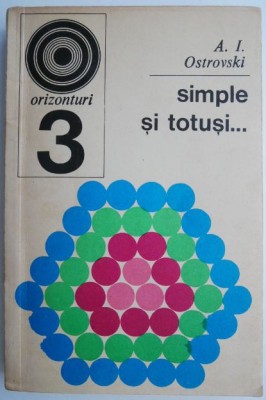 orizonturi
3
A. I.
Ostrovski
simple
și totuși...